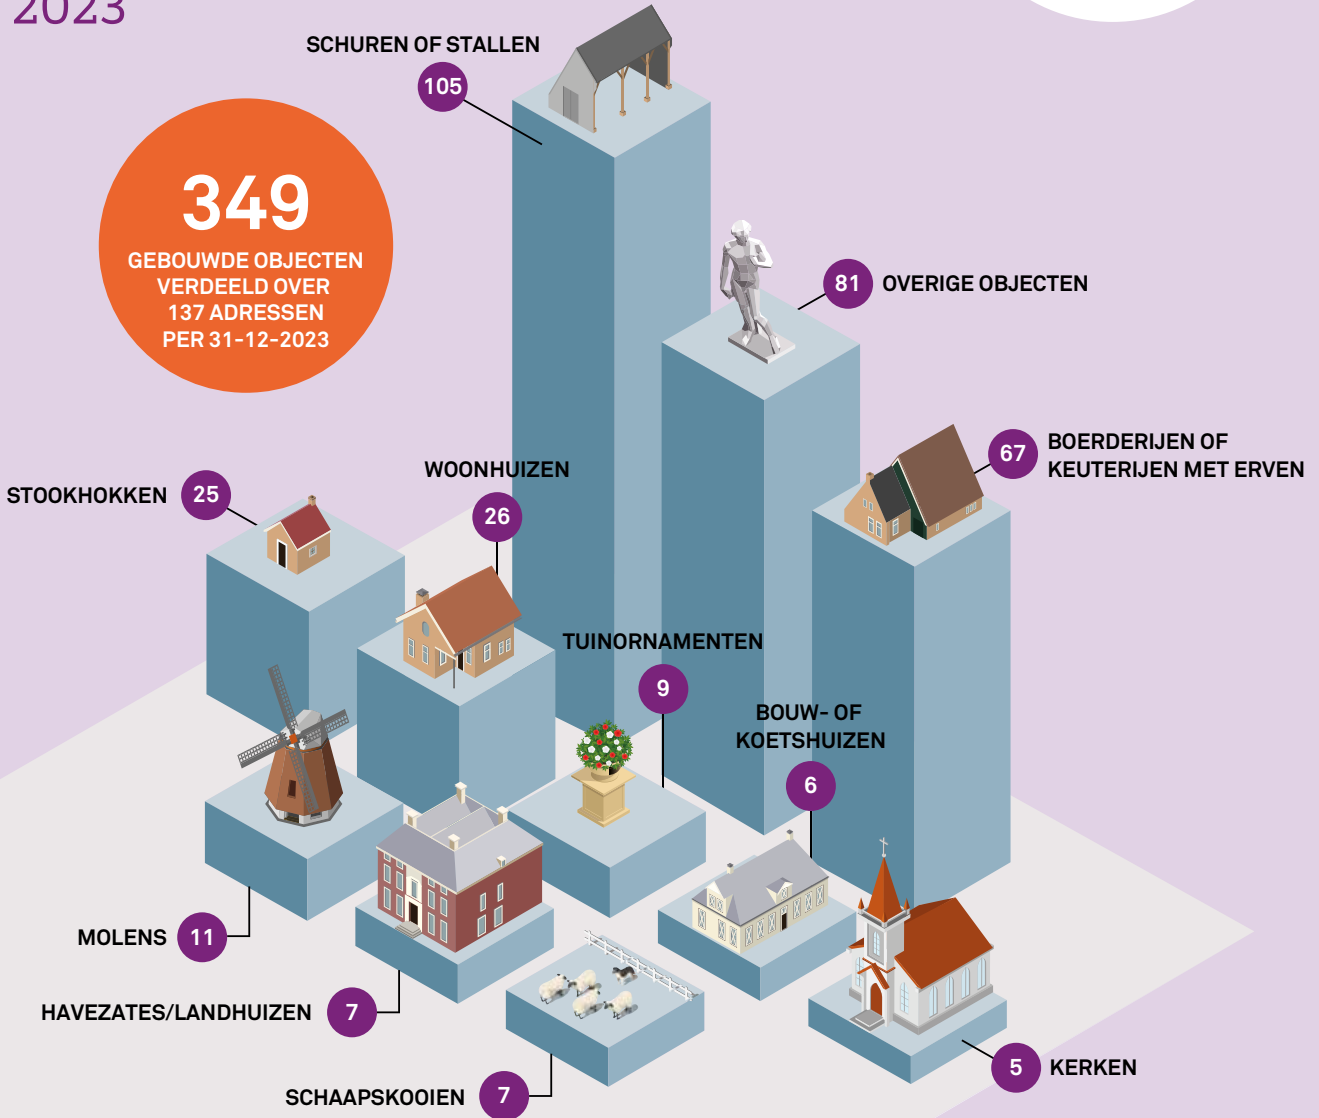 2023
SCHUREN OF STALLEN
105
349
GEBOUWDE OBJECTEN
VERDEELD OVER
137 ADRESSEN
PER 31-12-2023
81
OVERIGE OBJECTEN
67
BOERDERIJEN OF
KEUTERIJEN MET ERVEN
STOOKHOKKEN
25
WOONHUIZEN
26
TUINORNAMENTEN
9
BOUW- OF
KOETSHUIZEN
6
MOLENS
11
HAVEZATES/LANDHUIZEN
7
SCHAAPSKOOIEN
7
5
KERKEN